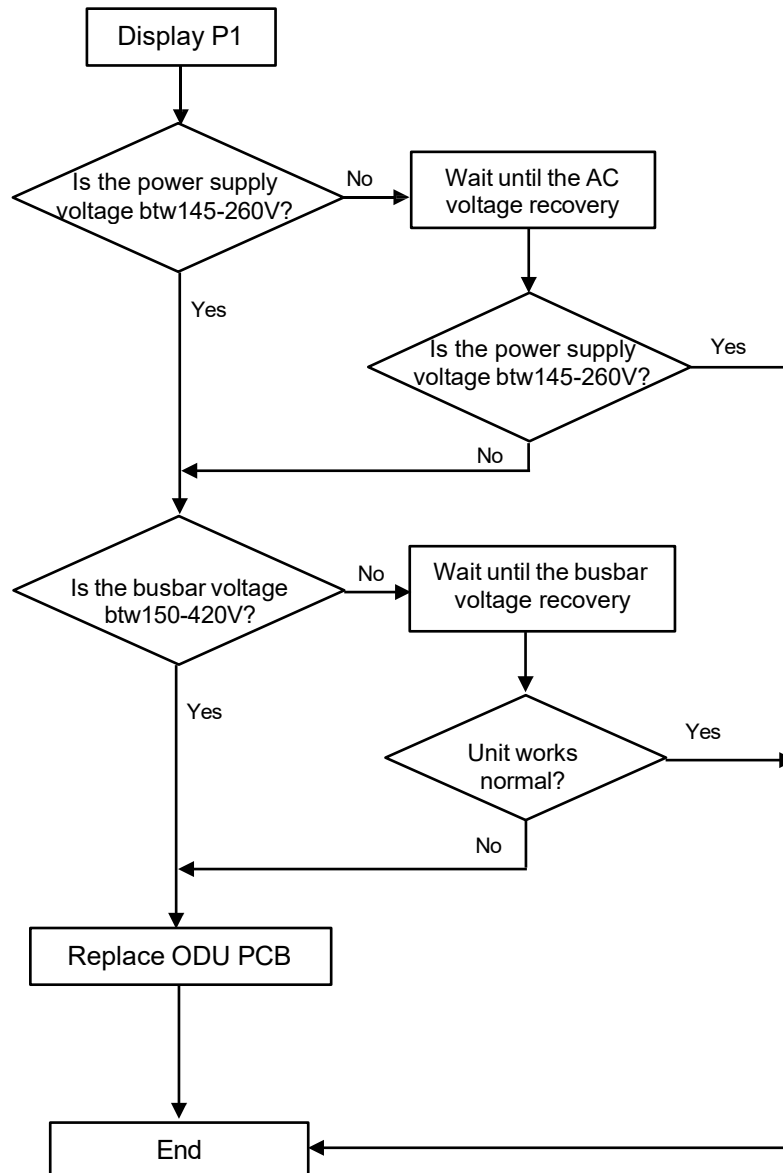 Display P1
Is the power supply
voltage btw145-260V?
No
Wait until the AC
voltage recovery
Yes
Is the power supply
voltage btw145-260V?
Yes
No
Is the busbar voltage
btw150-420V?
No
Wait until the busbar
voltage recovery
Yes
Unit works
normal?
Yes
No
Replace ODU PCB
End